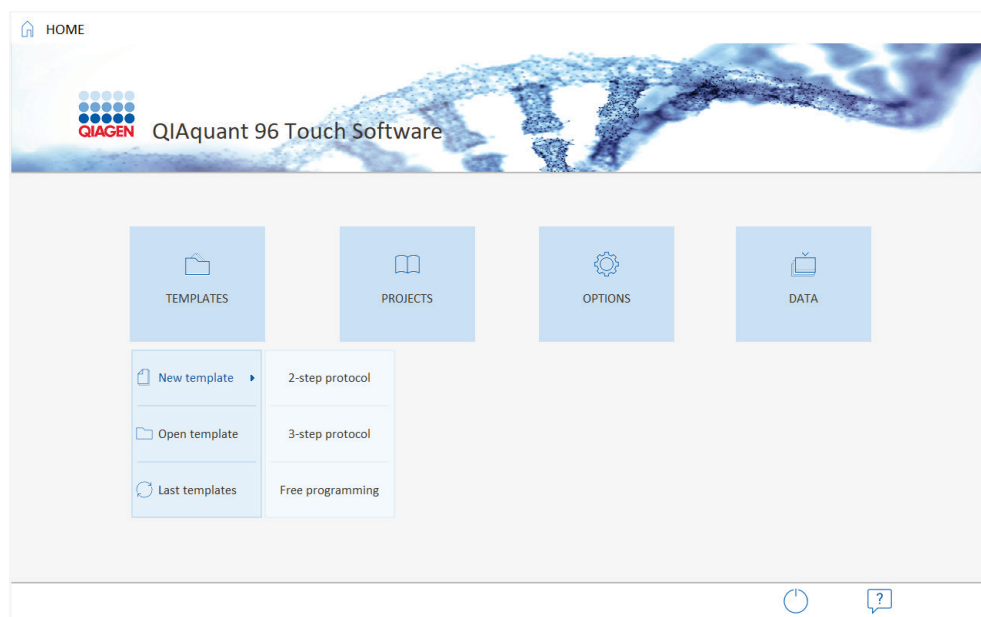 HOME
QIAGEN
QIAquant 96 Touch Software
TEMPLATES
PROJECTS
OPTIONS
DATA
New template
2-step protocol
Open template
3-step protocol
Last templates
Free programming
?